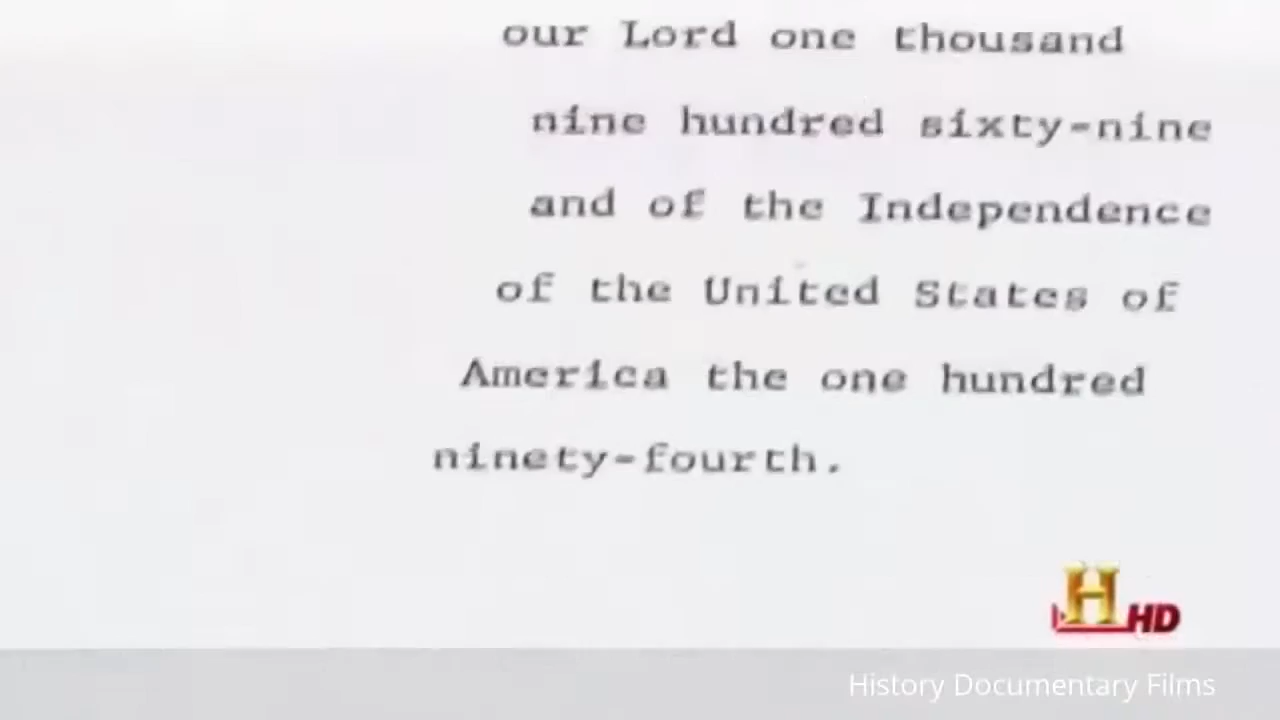 our Lord one thousand
nine hundred sixty-nine
and of the Independence
of the United States of
America the one hundred
ninety-fourth.
H HD
History Documentary Films